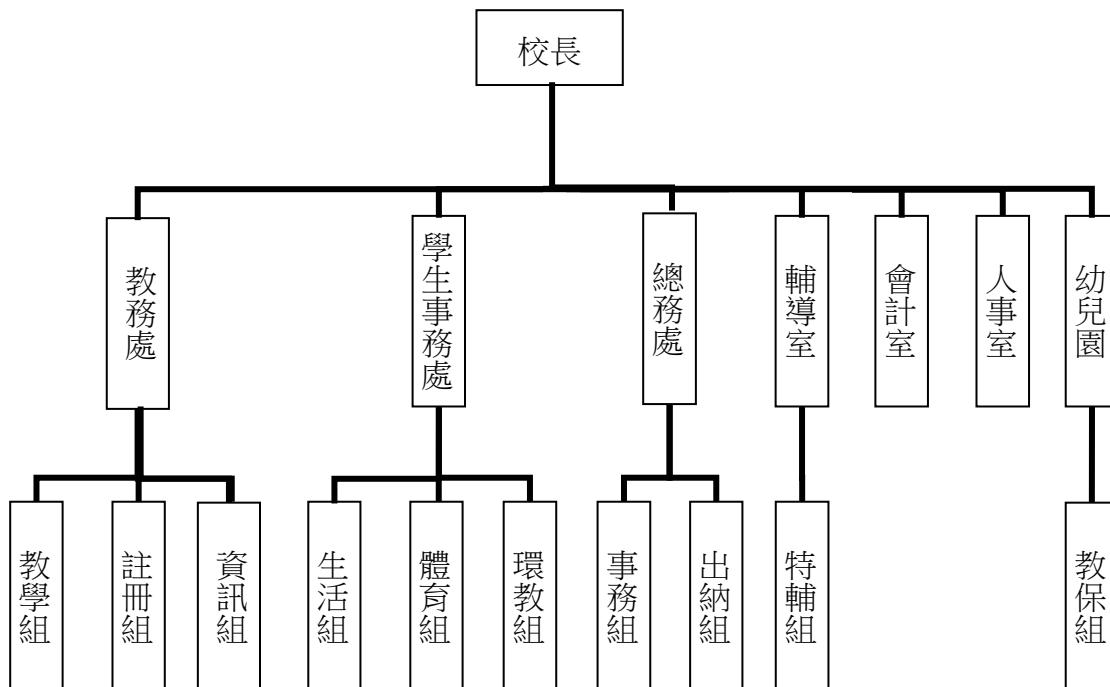 校長
教務處
學生事務處
總務處
輔導室
會計室
人事室
幼兒園
教學組
註冊組
資訊組
生活組
體育組
環教組
事務組
出納組
特輔組
教保組